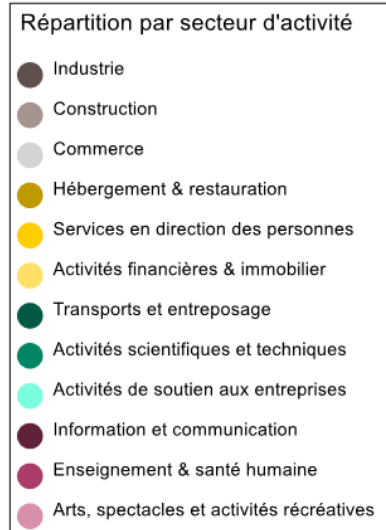 Répartition par secteur d'activité
Industrie
Construction
Commerce
Hébergement & restauration
Services en direction des personnes
Activités financières & immobilier
Transports et entreposage
Activités scientifiques et techniques
Activités de soutien aux entreprises
Information et communication
Enseignement & santé humaine
Arts, spectacles et activités récréatives